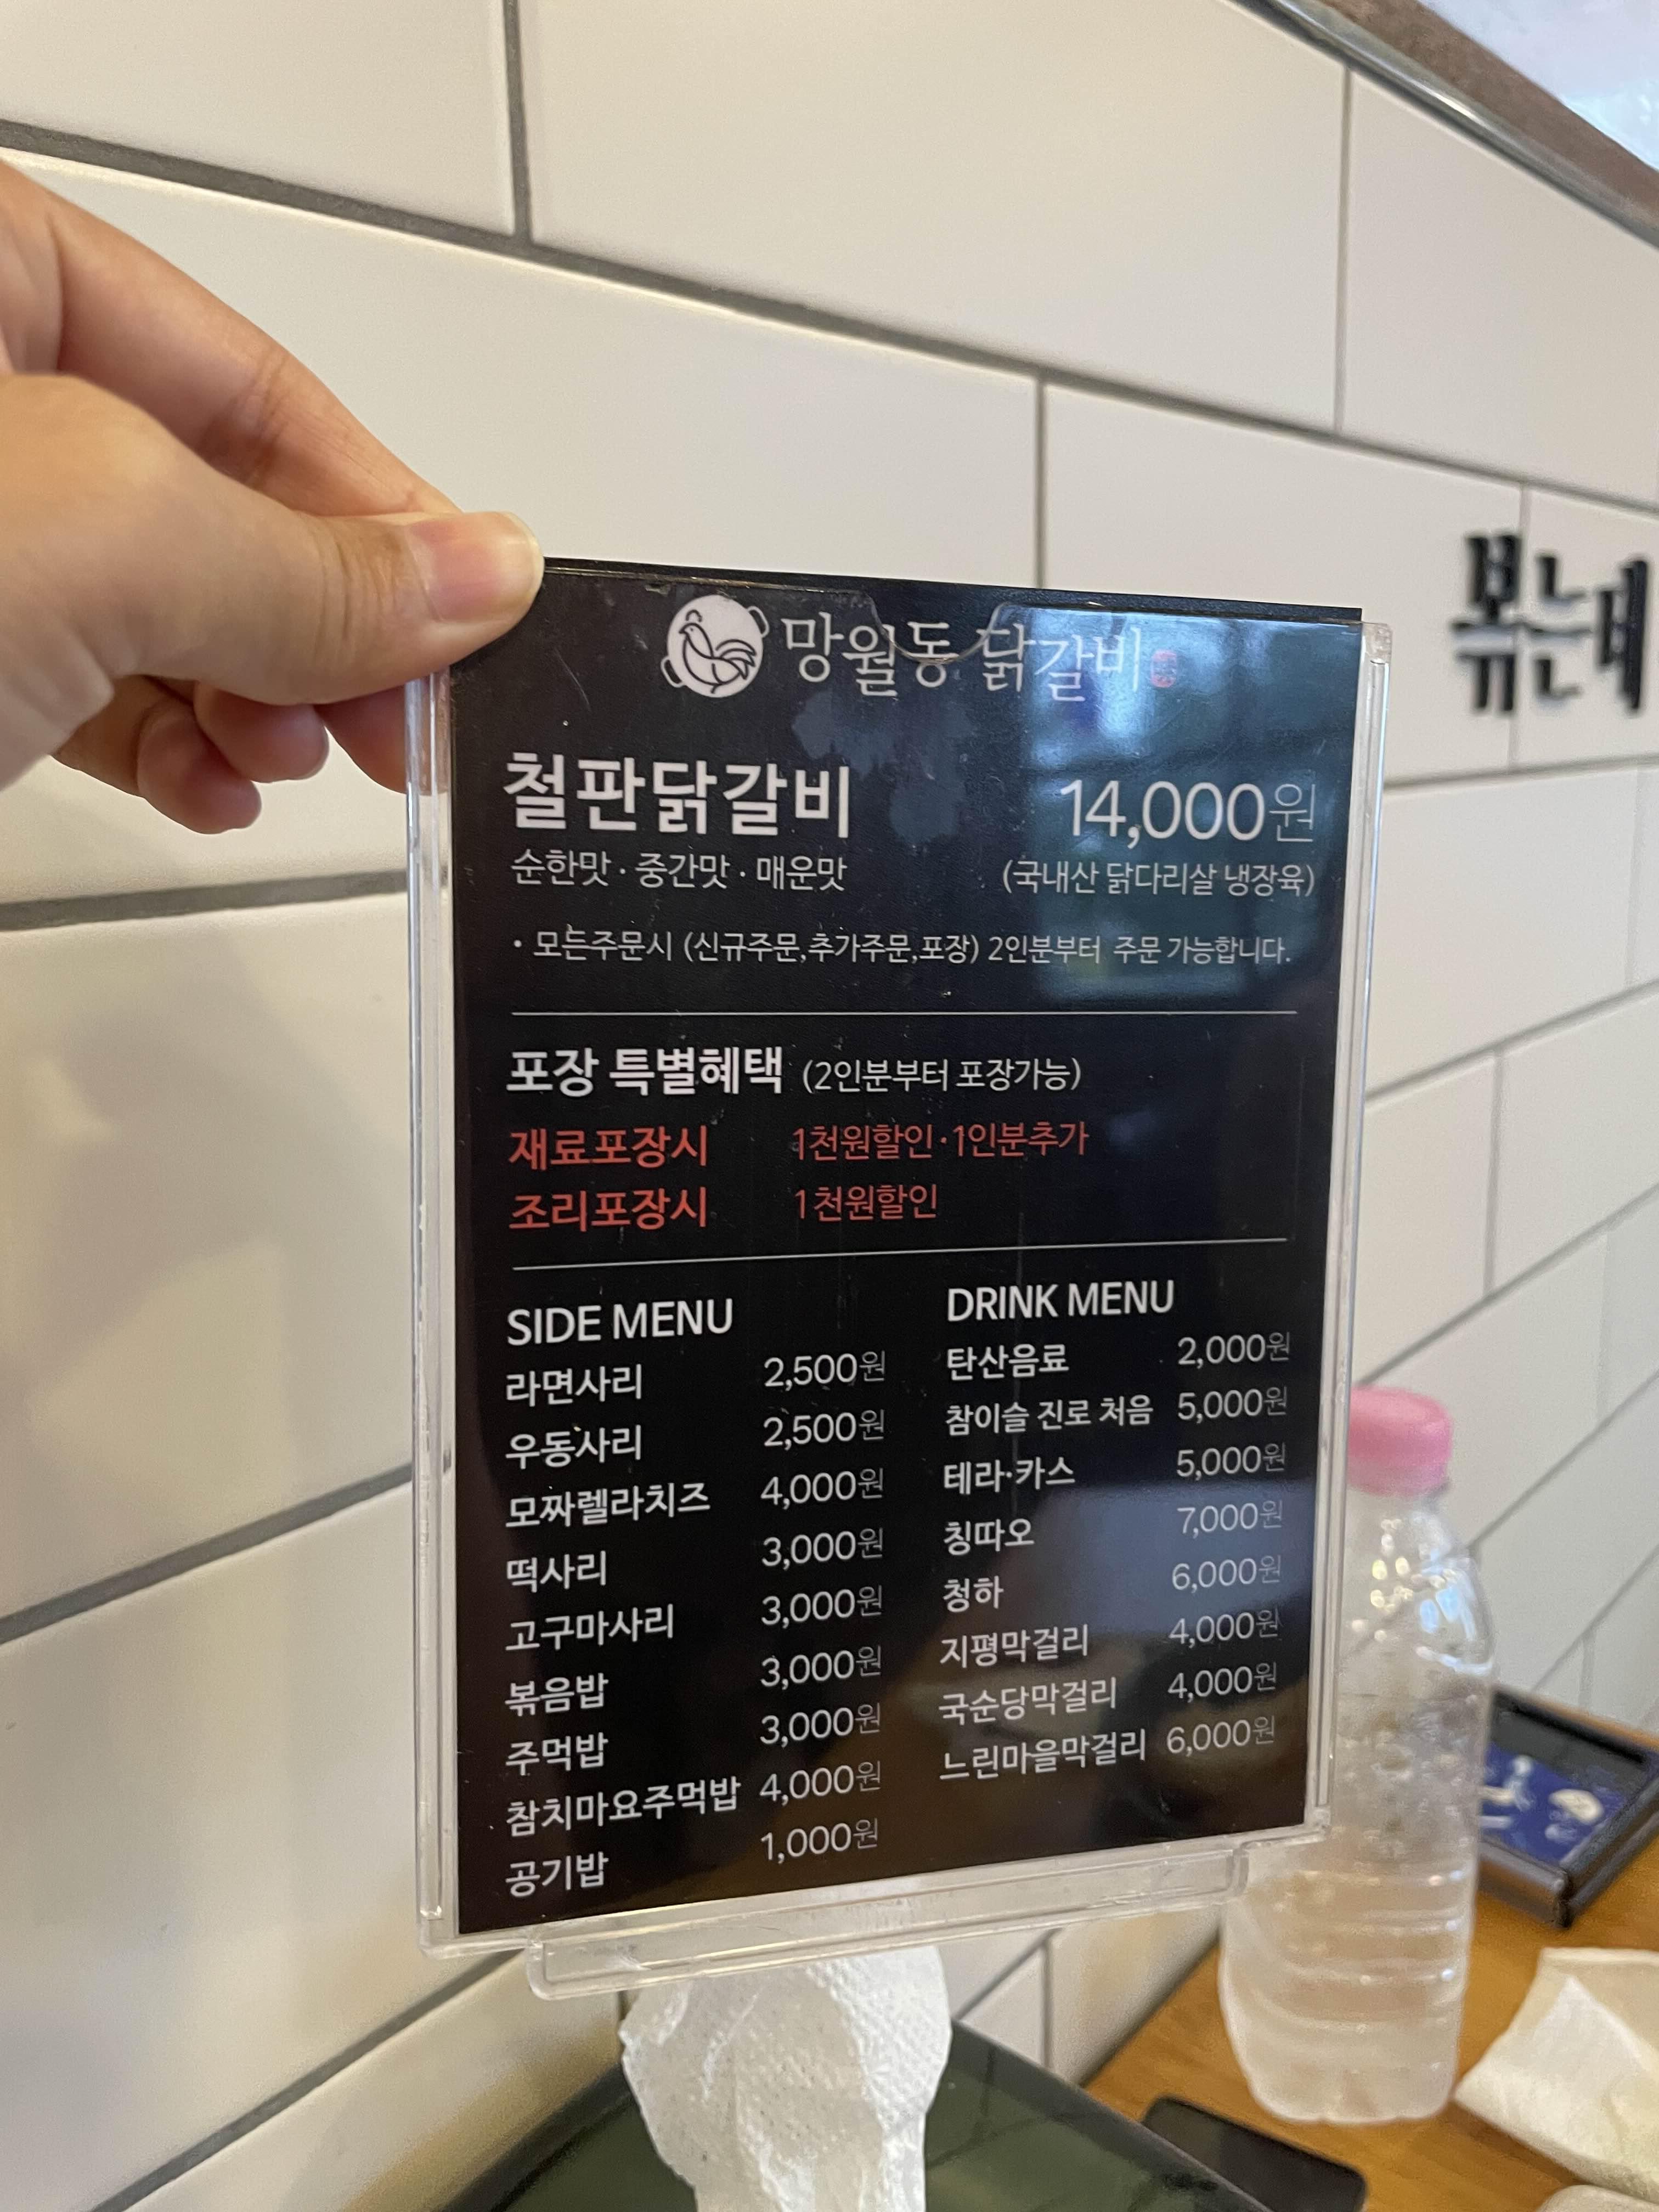 망월동 닭갈비
철판닭갈비 14,000원
순한맛 · 중간맛 · 매운맛 (국내산 닭다리살 냉장육)
· 모든주문시 (신규주문,추가주문,포장) 2인분부터 주문 가능합니다.
포장 특별혜택 (2인분부터 포장가능)
재료포장시 1천원할인·1인분추가
조리포장시 1천원할인
SIDE MENU
라면사리 2,500원
우동사리 2,500원
모짜렐라치즈 4,000원
떡사리 3,000원
고구마사리 3,000원
볶음밥 3,000원
주먹밥 3,000원
참치마요주먹밥 4,000원
공기밥 1,000원
DRINK MENU
탄산음료 2,000원
참이슬 진로 처음 5,000원
테라·카스 5,000원
칭따오 7,000원
청하 6,000원
지평막걸리 4,000원
국순당막걸리 4,000원
느린마을막걸리 6,000원
볶는데